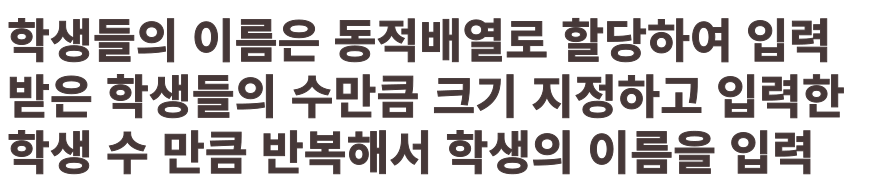 학생들의 이름은 동적배열로 할당하여 입력
받은 학생들의 수만큼 크기 지정하고 입력한
학생 수 만큼 반복해서 학생의 이름을 입력